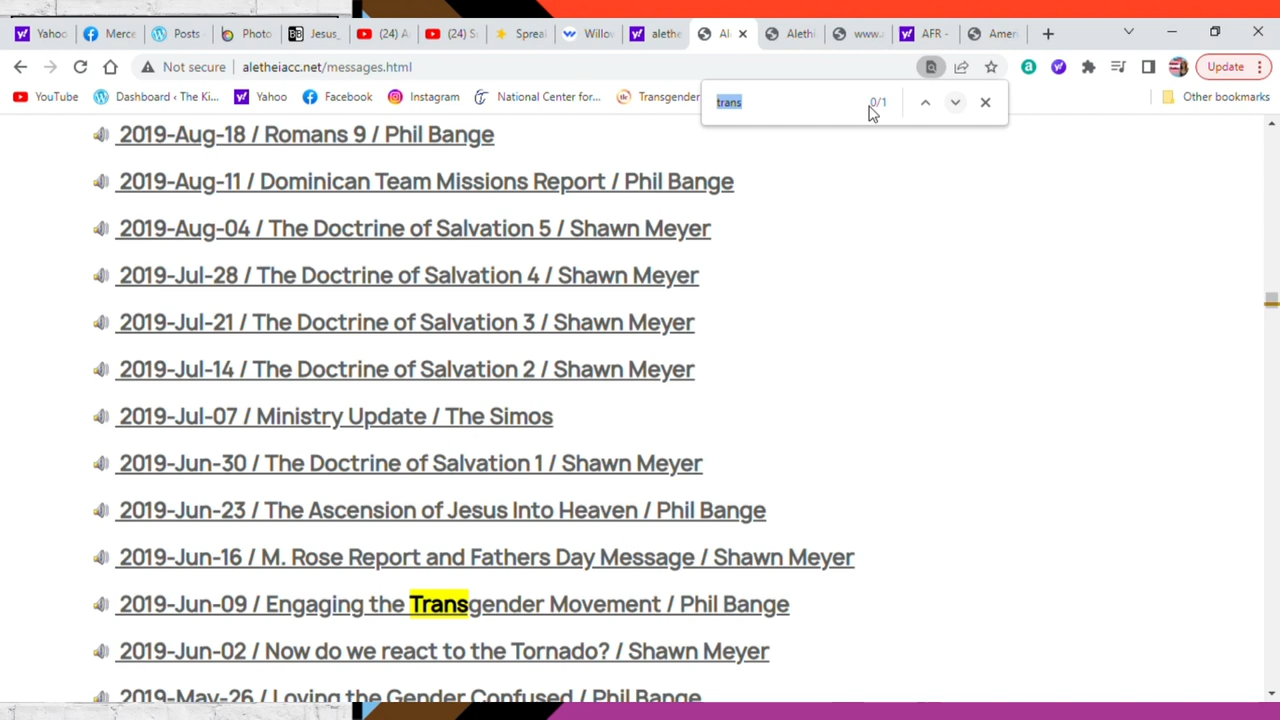 Yahoo
Merce
Posts
Photo
Jesus_
(24) A
(24) S
Sprea
Willov
alethe
Al
Alethi
www.
AFR -
Amer
Not secure
aletheiacc.net/messages.html
Update
YouTube
Dashboard ‹ The Ki...
Yahoo
Facebook
Instagram
National Center for...
Transgender
Other bookmarks
trans
0/1
2019-Aug-18 / Romans 9 / Phil Bange
2019-Aug-11 / Dominican Team Missions Report / Phil Bange
2019-Aug-04 / The Doctrine of Salvation 5 / Shawn Meyer
2019-Jul-28 / The Doctrine of Salvation 4 / Shawn Meyer
2019-Jul-21 / The Doctrine of Salvation 3 / Shawn Meyer
2019-Jul-14 / The Doctrine of Salvation 2 / Shawn Meyer
2019-Jul-07 / Ministry Update / The Simos
2019-Jun-30 / The Doctrine of Salvation 1 / Shawn Meyer
2019-Jun-23 / The Ascension of Jesus Into Heaven / Phil Bange
2019-Jun-16 / M. Rose Report and Fathers Day Message / Shawn Meyer
2019-Jun-09 / Engaging the Transgender Movement / Phil Bange
2019-Jun-02 / Now do we react to the Tornado? / Shawn Meyer
2019-May-26 / Loving the Gender Confused / Phil Bange